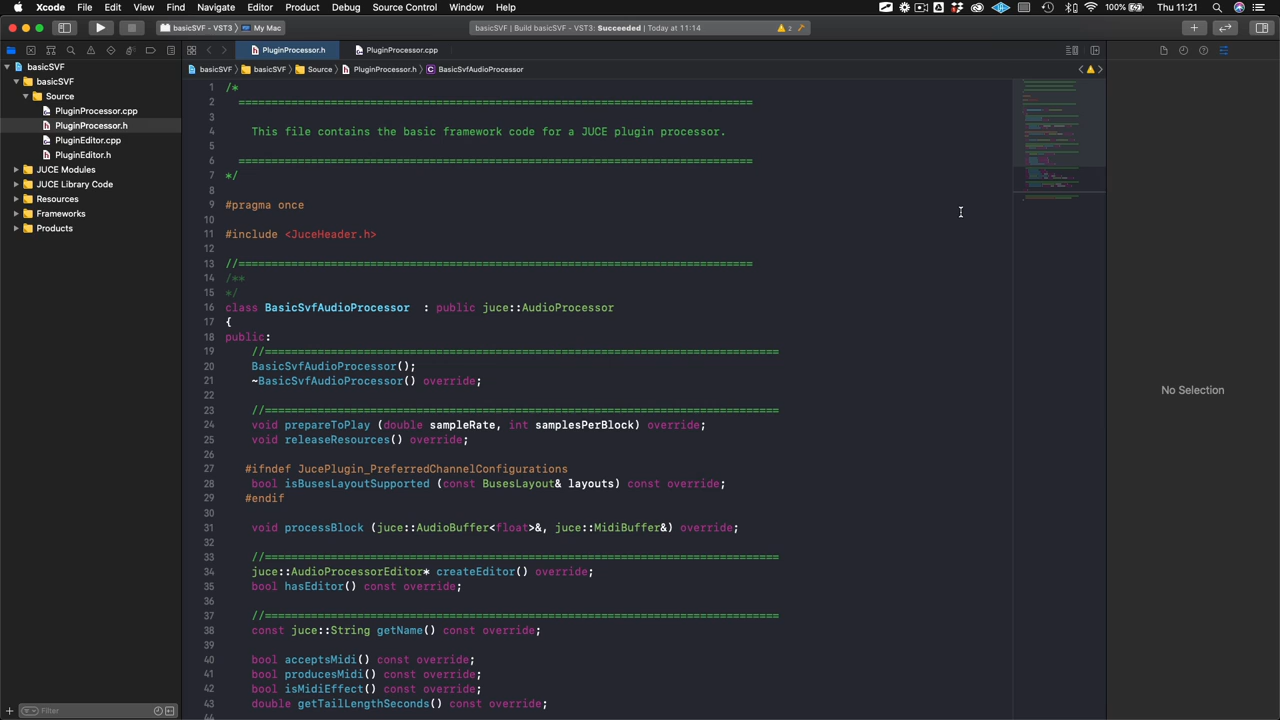 Xcode File Edit View Find Navigate Editor Product Debug Source Control Window Help 100% Thu 11:21
basicSVF - VST3 My Mac basicSVF | Build basicSVF - VST3: Succeeded | Today at 11:14 2
PluginProcessor.h PluginProcessor.cpp
basicSVF basicSVF Source PluginProcessor.h BasicSvfAudioProcessor
basicSVF
basicSVF
Source
PluginProcessor.cpp
PluginProcessor.h
PluginEditor.cpp
PluginEditor.h
JUCE Modules
JUCE Library Code
Resources
Frameworks
Products
Filter
1 /*
2 ==============================================================================
3
4 This file contains the basic framework code for a JUCE plugin processor.
5
6 ==============================================================================
7 */
8
9 #pragma once
10
11 #include <JuceHeader.h>
12
13 //==============================================================================
14 /**
15 */
16 class BasicSvfAudioProcessor : public juce::AudioProcessor
17 {
18 public:
19 //==============================================================================
20 BasicSvfAudioProcessor();
21 ~BasicSvfAudioProcessor() override;
22
23 //==============================================================================
24 void prepareToPlay (double sampleRate, int samplesPerBlock) override;
25 void releaseResources() override;
26
27 #ifndef JucePlugin_PreferredChannelConfigurations
28 bool isBusesLayoutSupported (const BusesLayout& layouts) const override;
29 #endif
30
31 void processBlock (juce::AudioBuffer<float>&, juce::MidiBuffer&) override;
32
33 //==============================================================================
34 juce::AudioProcessorEditor* createEditor() override;
35 bool hasEditor() const override;
36
37 //==============================================================================
38 const juce::String getName() const override;
39
40 bool acceptsMidi() const override;
41 bool producesMidi() const override;
42 bool isMidiEffect() const override;
43 double getTailLengthSeconds() const override;
44
No Selection